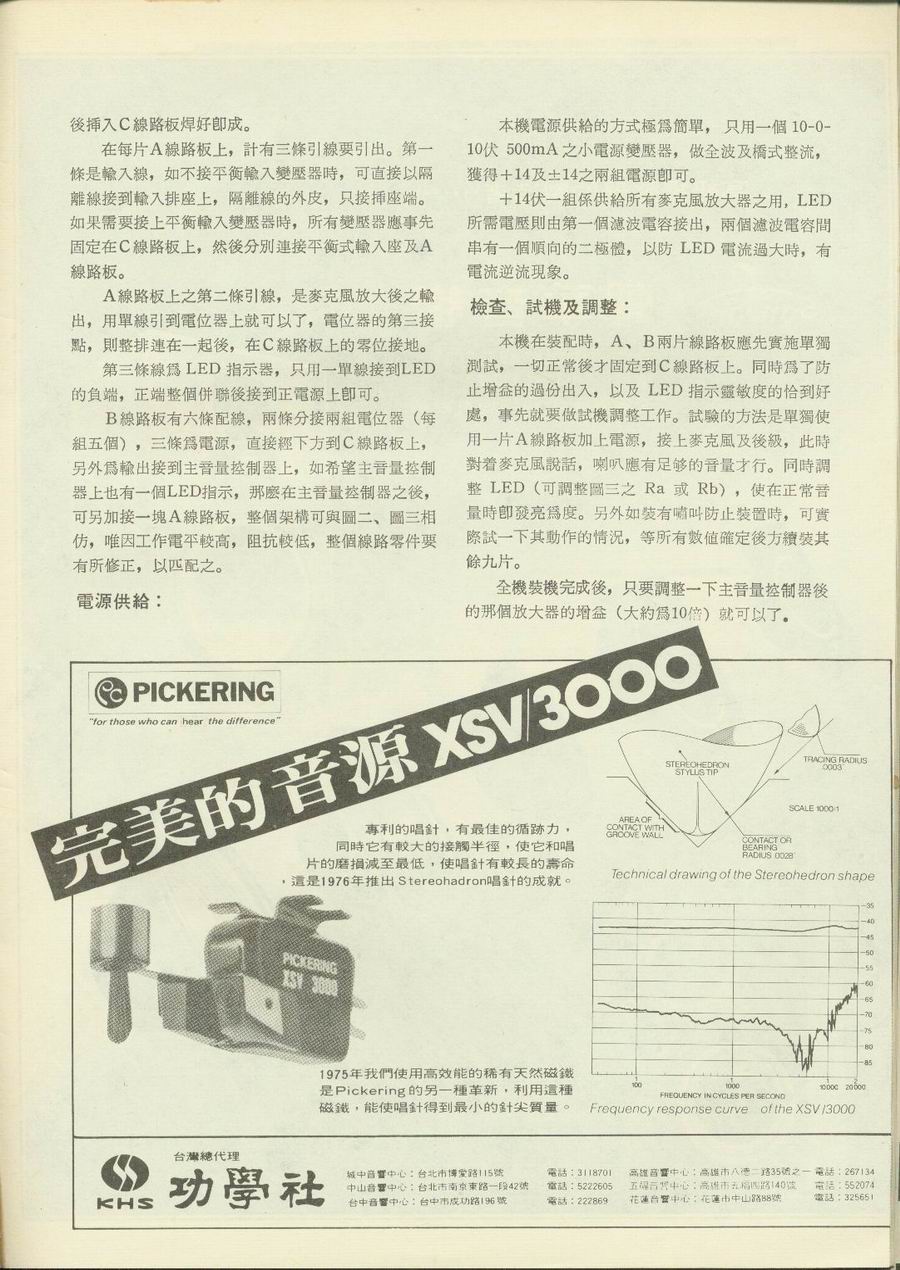 後揷入C線路板焊好卽成。
在每片A線路板上，計有三條引線要引出。第一
條是輸入線，如不接平衡輸入變壓器時，可直接以隔
離線接到輸入排座上，隔離線的外皮，只接揷座端。
如果需要接上平衡輸入變壓器時，所有變壓器應事先
固定在C線路板上，然後分別連接平衡式輸入座及A
線路板。
A線路板上之第二條引線，是麥克風放大後之輸
出，用單線引到電位器上就可以了，電位器的第三接
點，則整排連在一起後，在C線路板上的零位接地。
第三條線爲 LED 指示器，只用一單線接到LED
的負端，正端整個併聯後接到正電源上卽可。
B線路板有六條配線，兩條分接兩組電位器（每
組五個），三條爲電源，直接經下方到C線路板上，
另外爲輸出接到主音量控制器上，如希望主音量控制
器上也有一個LED指示，那麼在主音量控制器之後，
可另加接一塊A線路板，整個架構可與圖二、圖三相
仿，唯因工作電平較高，阻抗較低，整個線路零件要
有所修正，以匹配之。
電源供給：
本機電源供給的方式極爲簡單，只用一個 10-0-
10伏 500mA 之小電源變壓器，做全波及橋式整流，
獲得＋14及±14之兩組電源卽可。
＋14伏一組係供給所有麥克風放大器之用，LED
所需電壓則由第一個濾波電容接出，兩個濾波電容間
串有一個順向的二極體，以防 LED 電流過大時，有
電流逆流現象。
檢查、試機及調整：
本機在裝配時，A、B兩片線路板應先實施單獨
測試，一切正常後才固定到C線路板上。同時爲了防
止增益的過份出入，以及 LED 指示靈敏度的恰到好
處，事先就要做試機調整工作。試驗的方法是單獨使
用一片A線路板加上電源，接上麥克風及後級，此時
對着麥克風說話，喇叭應有足够的音量才行。同時調
整 LED（可調整圖三之 Ra 或 Rb），使在正常音
量時卽發亮爲度。另外如裝有嘯叫防止裝置時，可實
際試一下其動作的情況，等所有數値確定後方續裝其
餘九片。
全機裝機完成後，只要調整一下主音量控制器後
的那個放大器的增益（大約爲10倍）就可以了。
PICKERING
"for those who can hear the difference"
完美的音源 XSV/3000
專利的唱針，有最佳的循跡力，
同時它有較大的接觸半徑，使它和唱
片的磨損減至最低，使唱針有較長的壽命
，這是1976年推出Stereohadron唱針的成就。
STEREOHEDRON
STYLUS TIP
TRACING RADIUS
.0003"
SCALE 1000/1
AREA OF
CONTACT WITH
GROOVE WALL
CONTACT OR
BEARING
RADIUS .0028"
Technical drawing of the Stereohedron shape
PICKERING
XSV 3000
1975年我們使用高效能的稀有天然磁鐵
是Pickering的另一種革新，利用這種
磁鐵，能使唱針得到最小的針尖質量。
-35
-40
-45
-50
-55
-60
-65
-70
-75
-80
-85
100 1000 10000 20000
FREQUENCY IN CYCLES PER SECOND
Frequency response curve of the XSV/3000
KHS
台灣總代理
功學社
城中音響中心：台北市博愛路115號 電話：3118701
中山音響中心：台北市南京東路一段42號 電話：5222605
台中音響中心：台中市成功路196號 電話：222869
高雄音響中心：高雄市八德二路35號之一 電話：267134
五福音響中心：高雄市五福四路140號 電話：552074
花蓮音響中心：花蓮市中山路88號 電話：325651